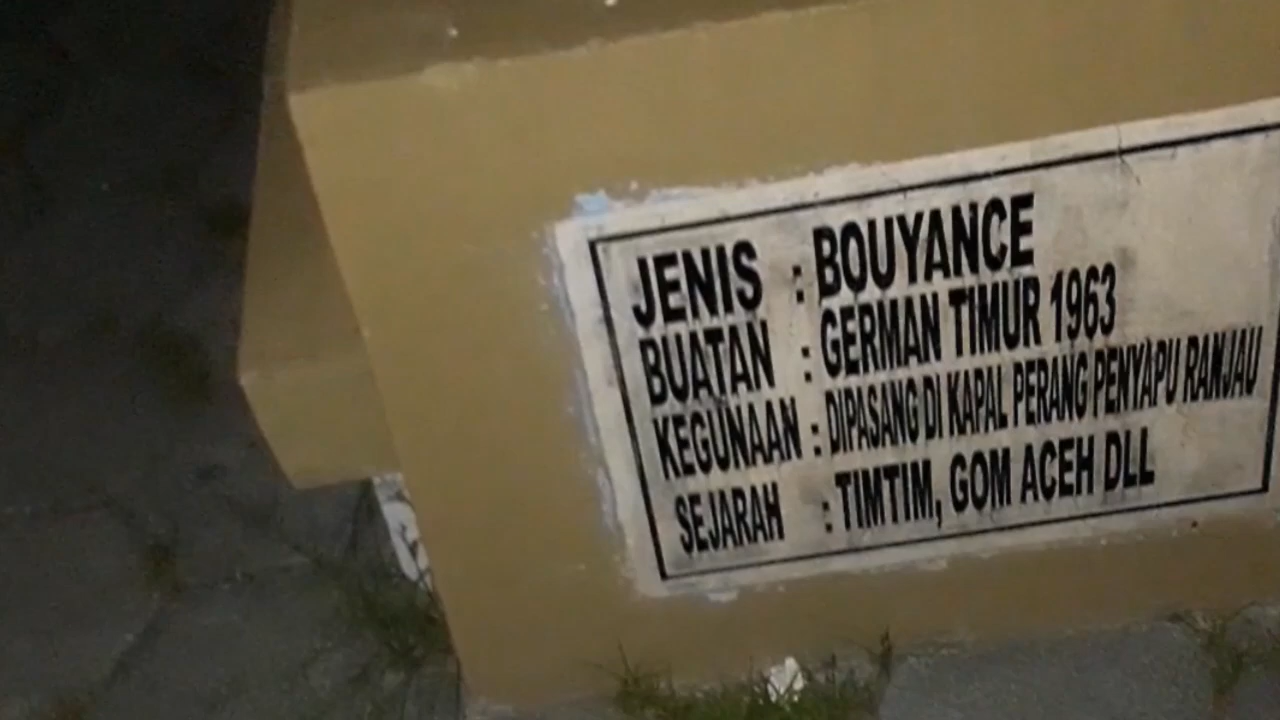 JENIS : BOUYANCE
BUATAN : GERMAN TIMUR 1963
KEGUNAAN : DIPASANG DI KAPAL PERANG PENYAPU RANJAU
SEJARAH : TIMTIM, GOM ACEH DLL